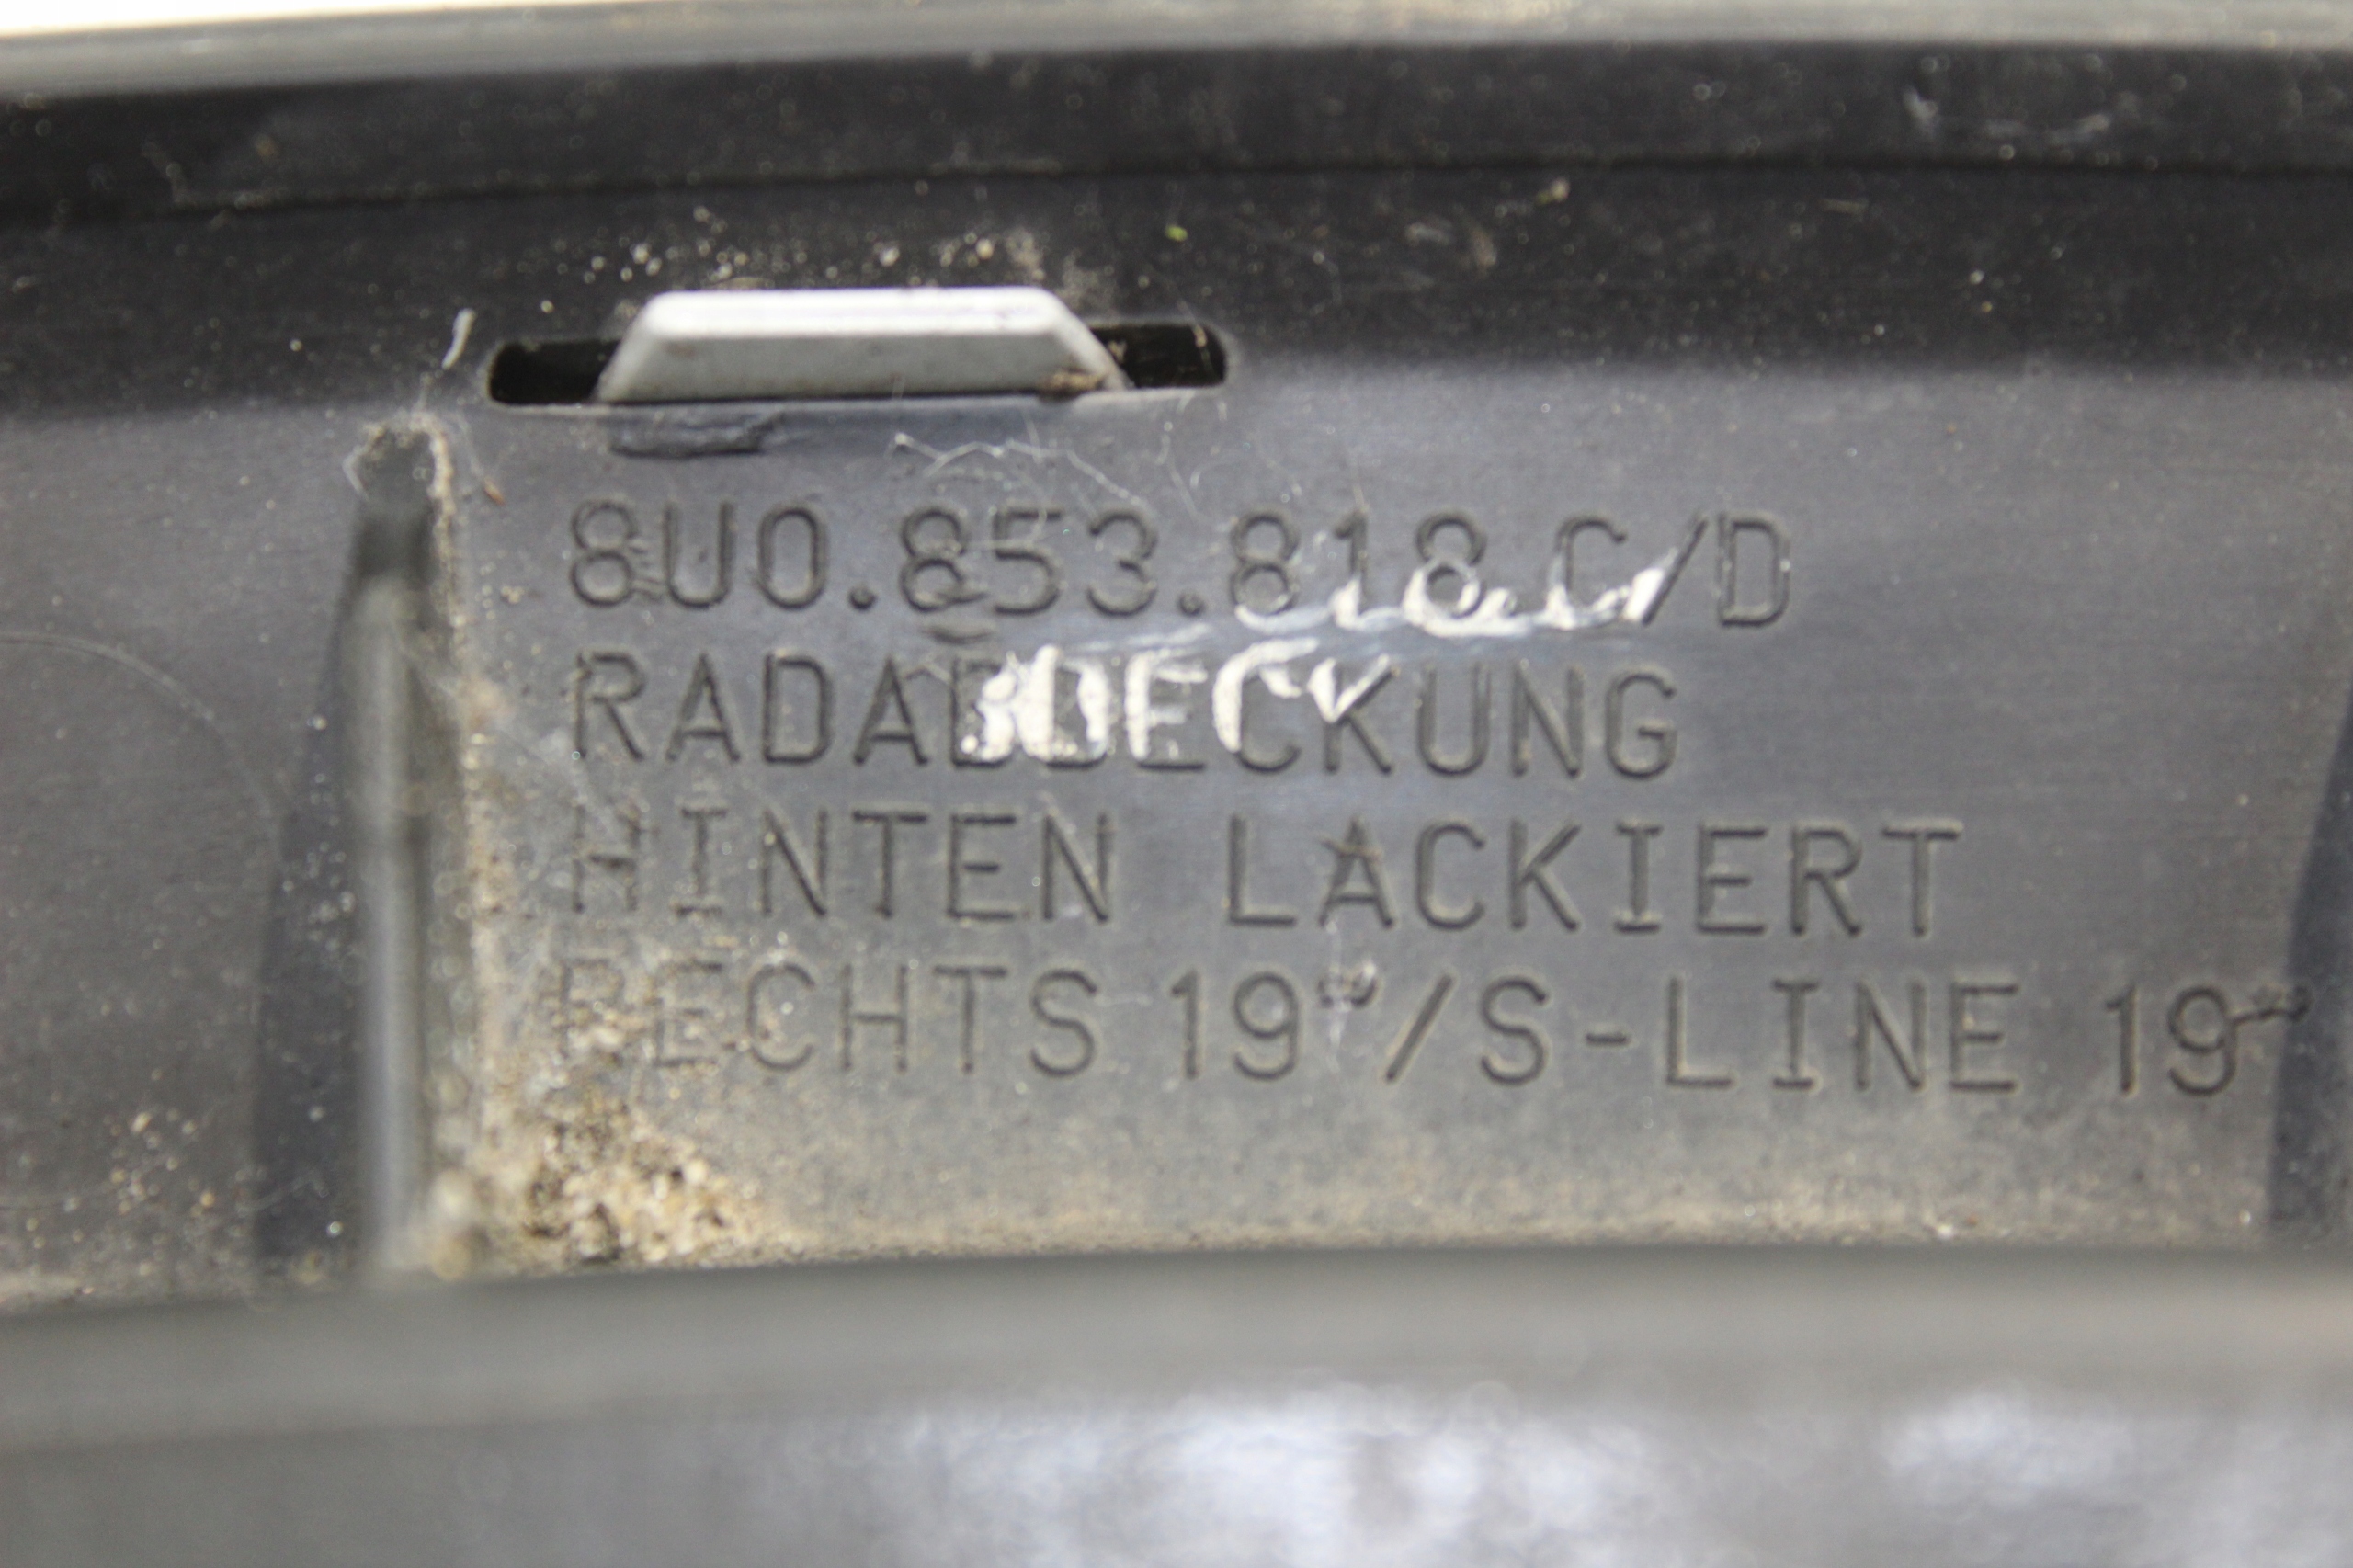 8U0.853.818.C/D
RADABDECKUNG
HINTEN LACKIERT
RECHTS 19"/S-LINE 19"